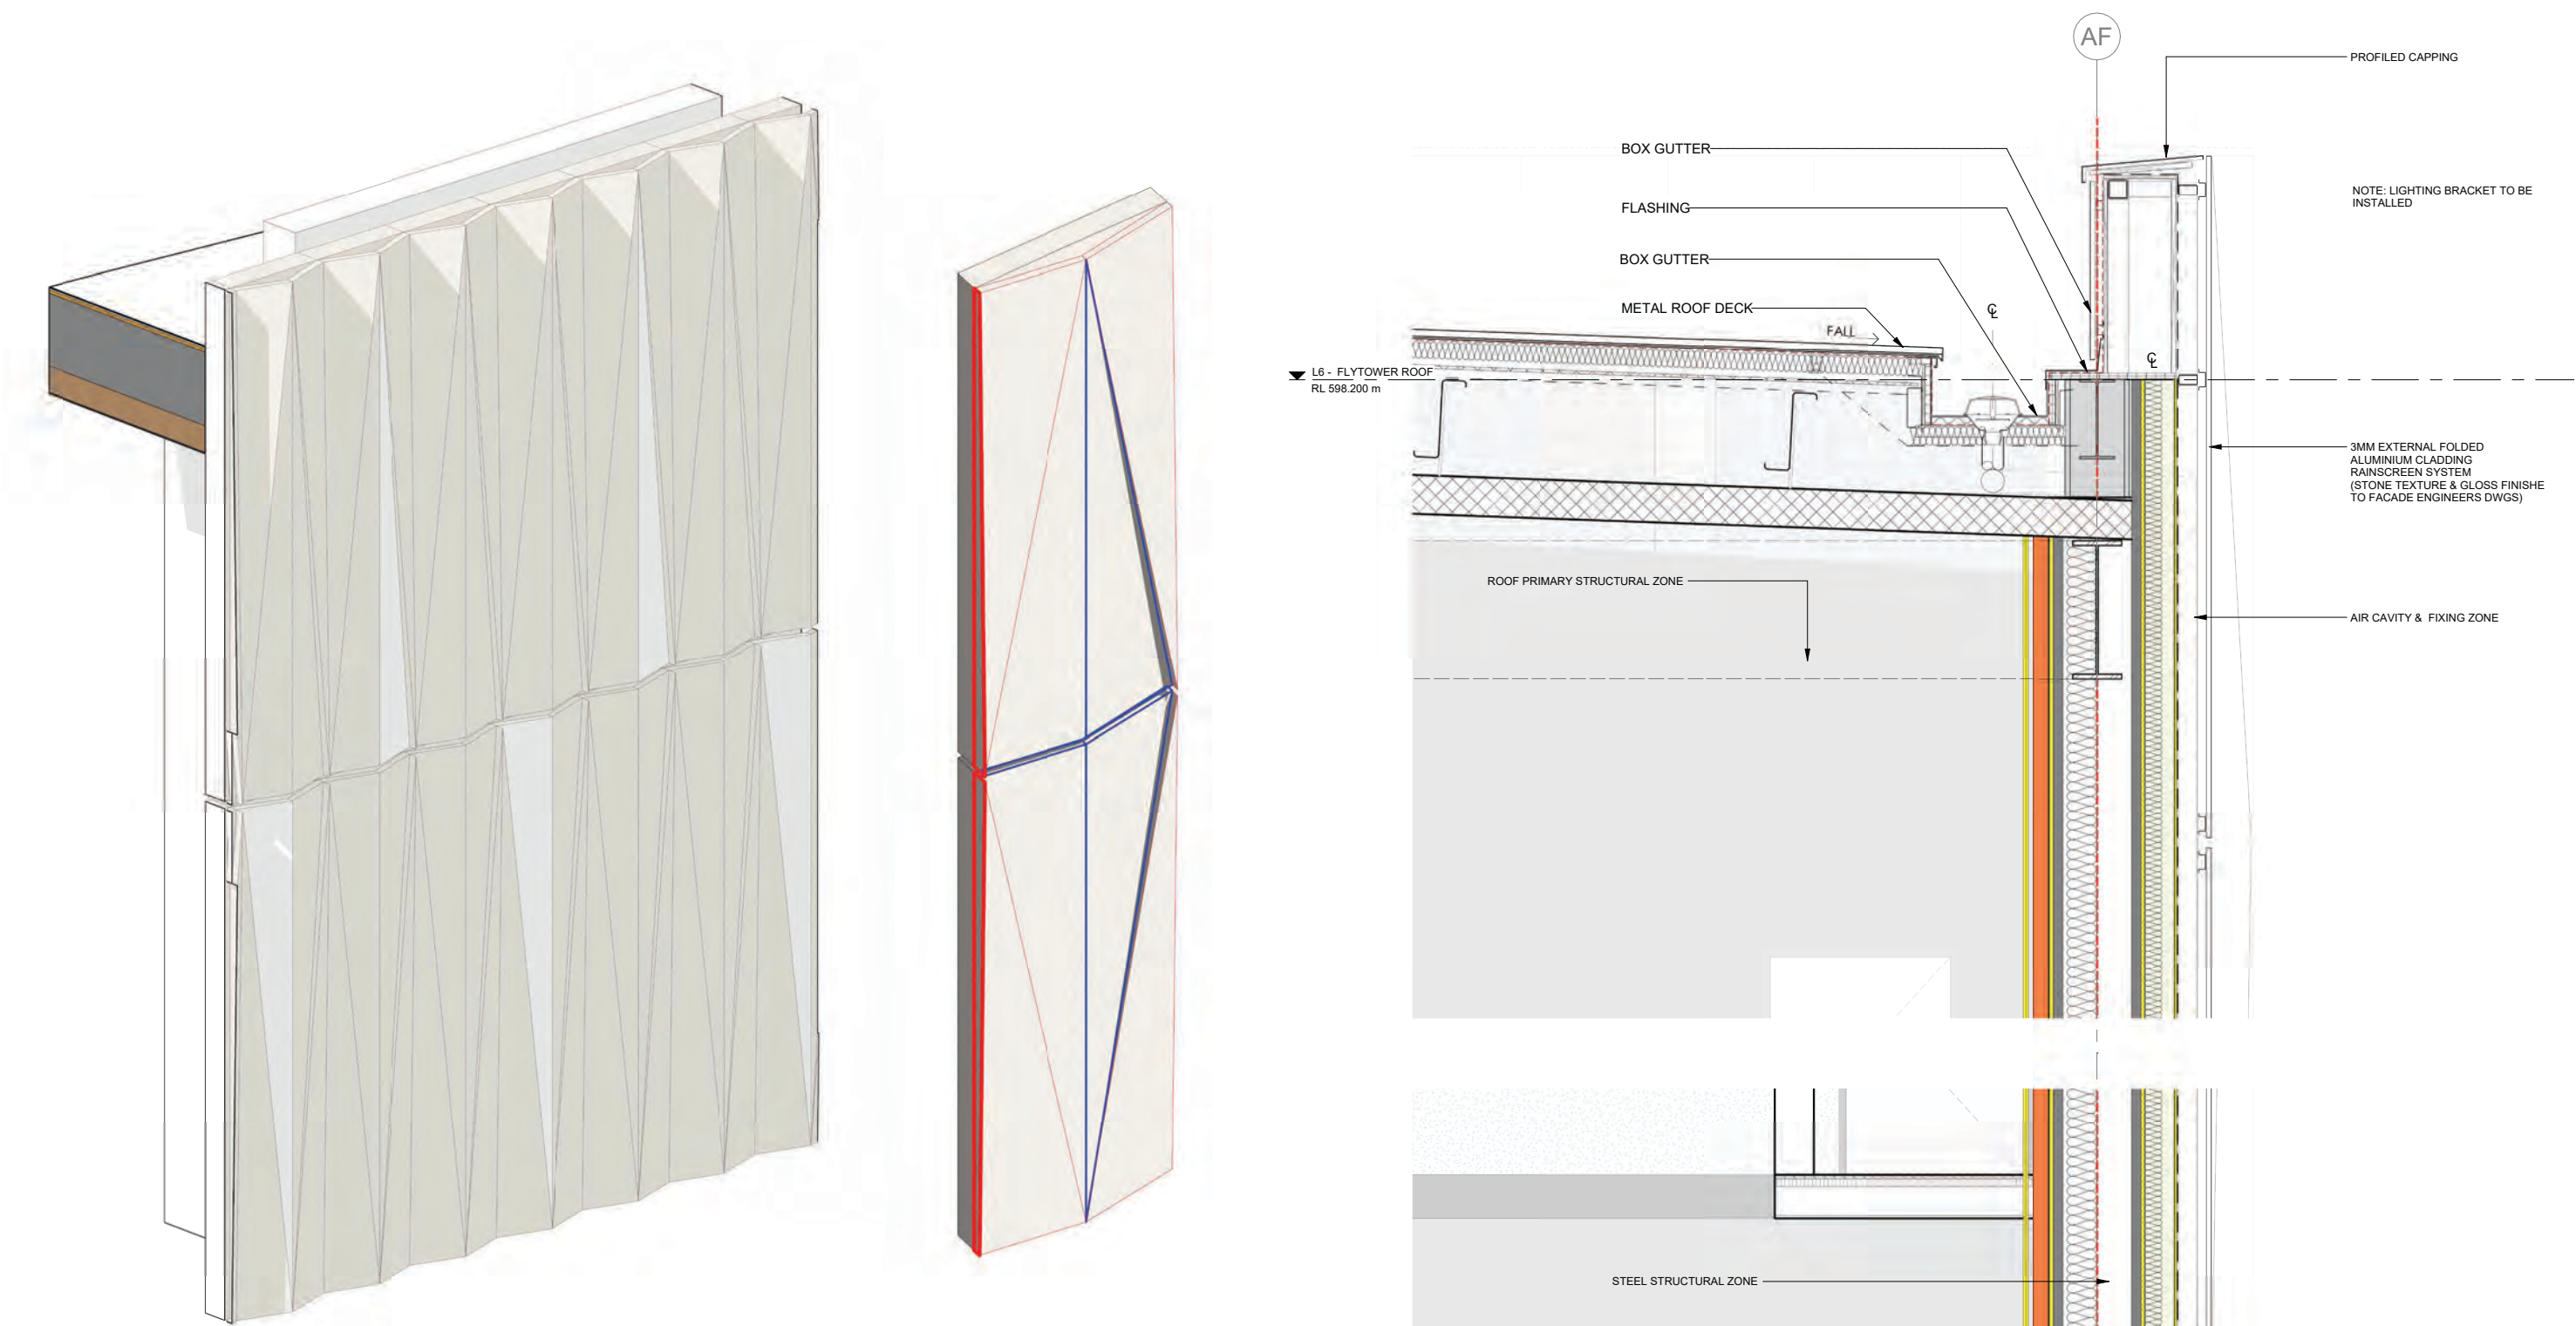 AF
PROFILED CAPPING
BOX GUTTER
NOTE: LIGHTING BRACKET TO BE
INSTALLED
FLASHING
BOX GUTTER
METAL ROOF DECK
FALL
℄
℄
L6 - FLYTOWER ROOF
RL 598.200 m
3MM EXTERNAL FOLDED
ALUMINIUM CLADDING
RAINSCREEN SYSTEM
(STONE TEXTURE & GLOSS FINISHE
TO FACADE ENGINEERS DWGS)
ROOF PRIMARY STRUCTURAL ZONE
AIR CAVITY & FIXING ZONE
STEEL STRUCTURAL ZONE